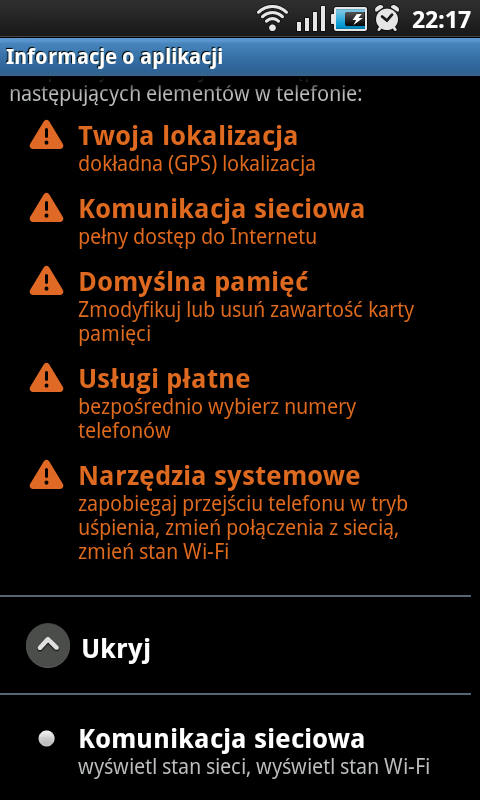 22:17
Informacje o aplikacji
następujących elementów w telefonie:
Twoja lokalizacja
dokładna (GPS) lokalizacja
Komunikacja sieciowa
pełny dostęp do Internetu
Domyślna pamięć
Zmodyfikuj lub usuń zawartość karty
pamięci
Usługi płatne
bezpośrednio wybierz numery
telefonów
Narzędzia systemowe
zapobiegaj przejściu telefonu w tryb
uśpienia, zmień połączenia z siecią,
zmień stan Wi-Fi
Ukryj
Komunikacja sieciowa
wyświetl stan sieci, wyświetl stan Wi-Fi